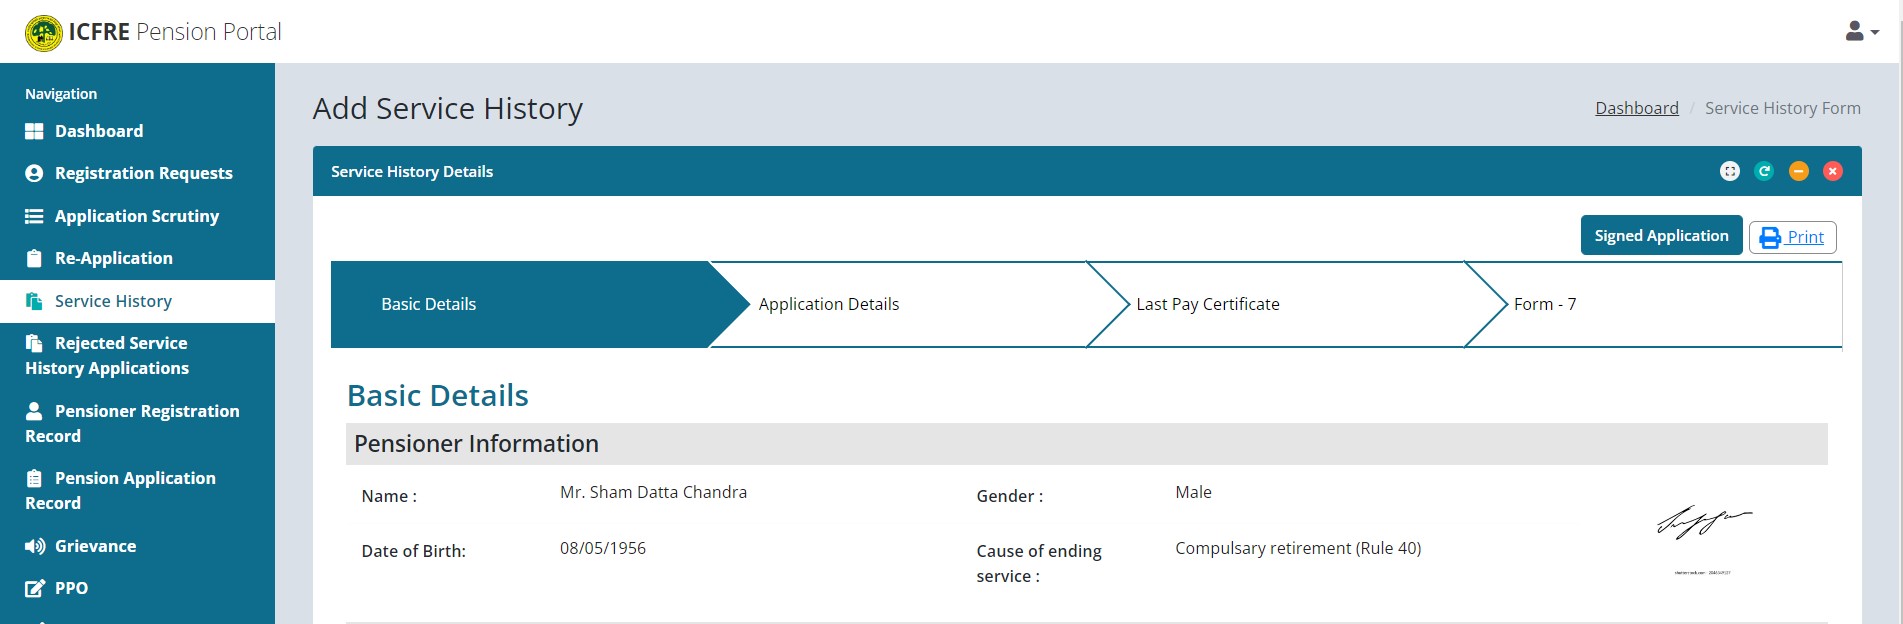 ICFRE Pension Portal
Navigation
Dashboard
Registration Requests
Application Scrutiny
Re-Application
Service History
Rejected Service
History Applications
Pensioner Registration
Record
Pension Application
Record
Grievance
PPO
Add Service History
Dashboard / Service History Form
Service History Details
Signed Application Print
Basic Details Application Details Last Pay Certificate Form - 7
Basic Details
Pensioner Information
Name : Mr. Sham Datta Chandra Gender : Male
Date of Birth: 08/05/1956 Cause of ending
service : Compulsary retirement (Rule 40)